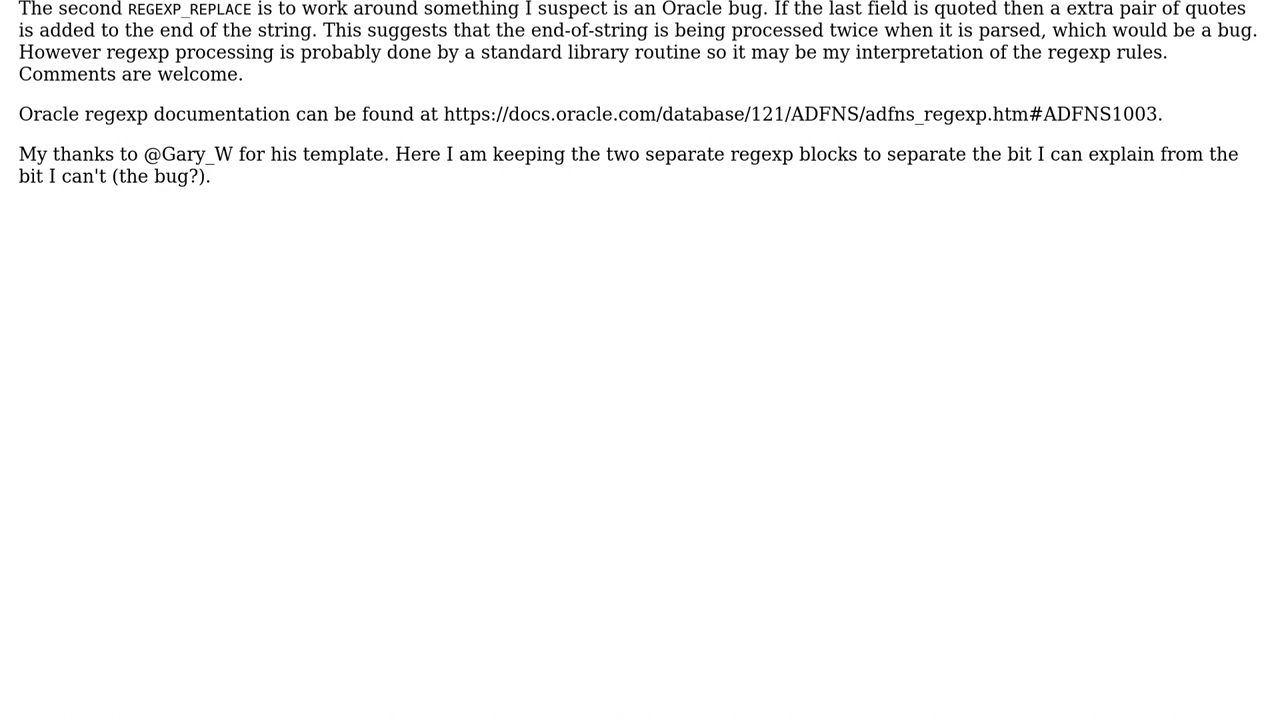 The second REGEXP_REPLACE is to work around something I suspect is an Oracle bug. If the last field is quoted then a extra pair of quotes
is added to the end of the string. This suggests that the end-of-string is being processed twice when it is parsed, which would be a bug.
However regexp processing is probably done by a standard library routine so it may be my interpretation of the regexp rules.
Comments are welcome.
Oracle regexp documentation can be found at https://docs.oracle.com/database/121/ADFNS/adfns_regexp.htm#ADFNS1003.
My thanks to @Gary_W for his template. Here I am keeping the two separate regexp blocks to separate the bit I can explain from the
bit I can't (the bug?).